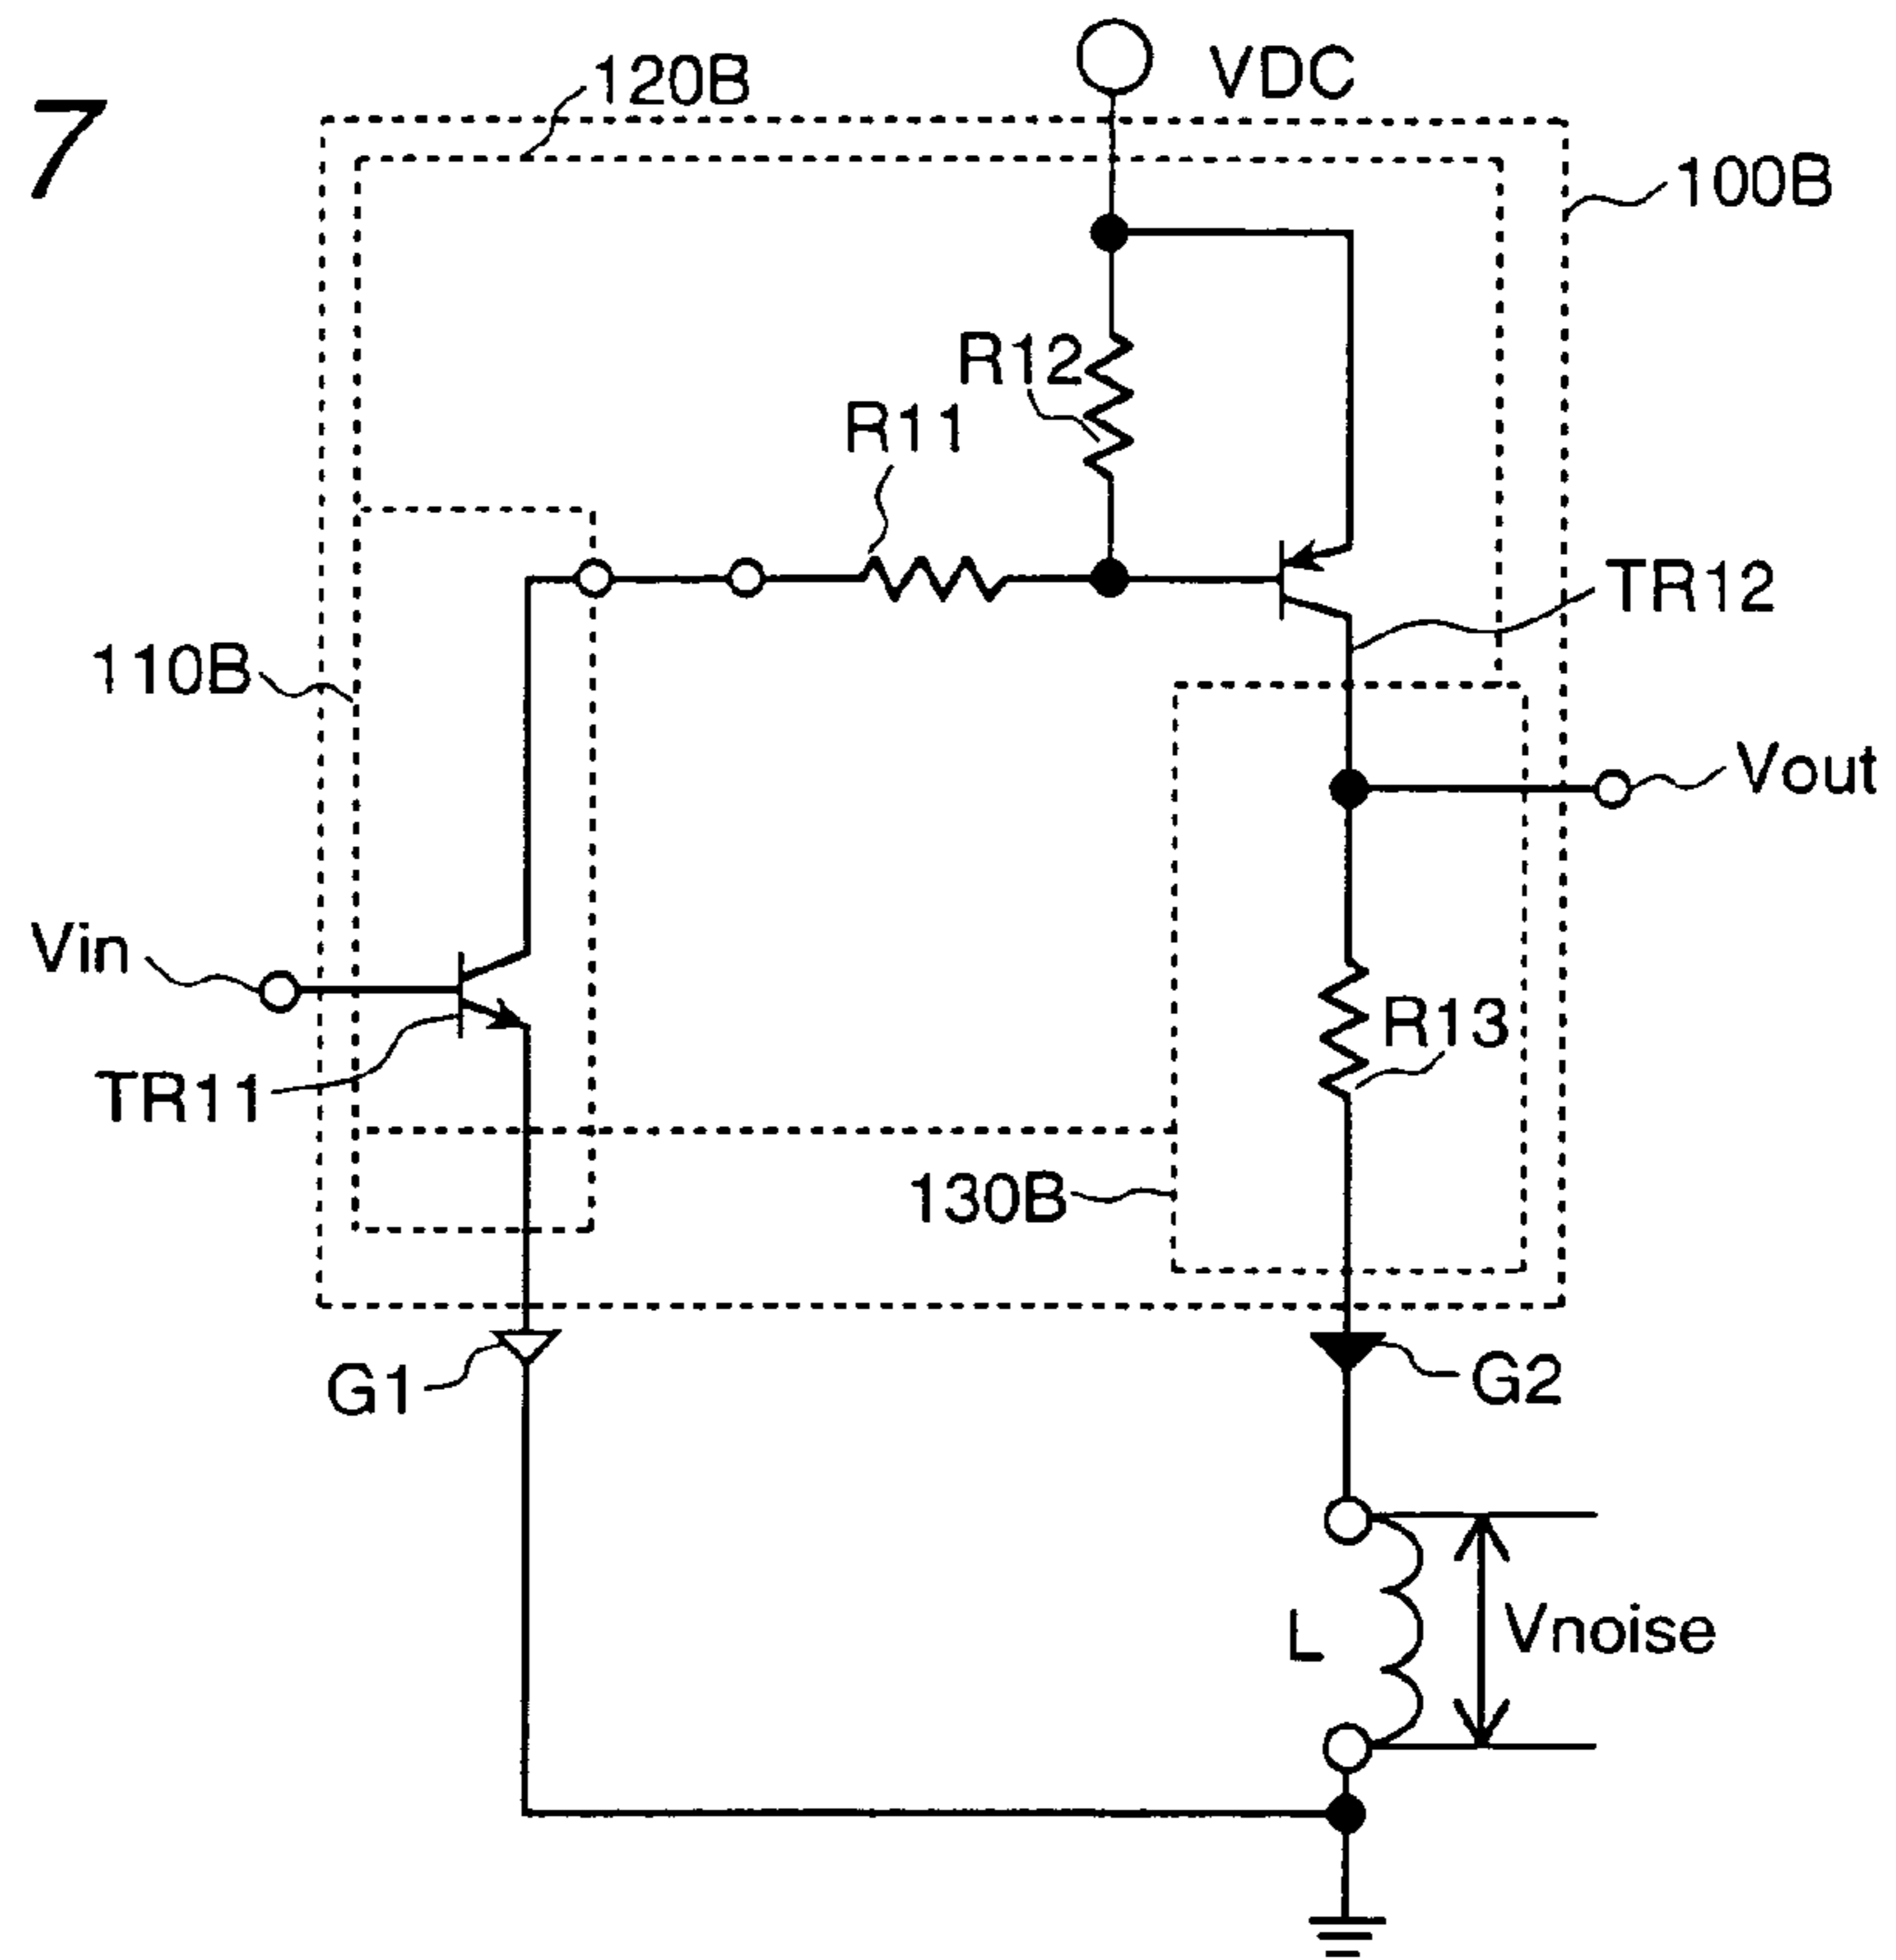 7
120B
VDC
100B
R12
R11
TR12
110B
Vout
Vin
R13
TR11
130B
G1
G2
L
Vnoise